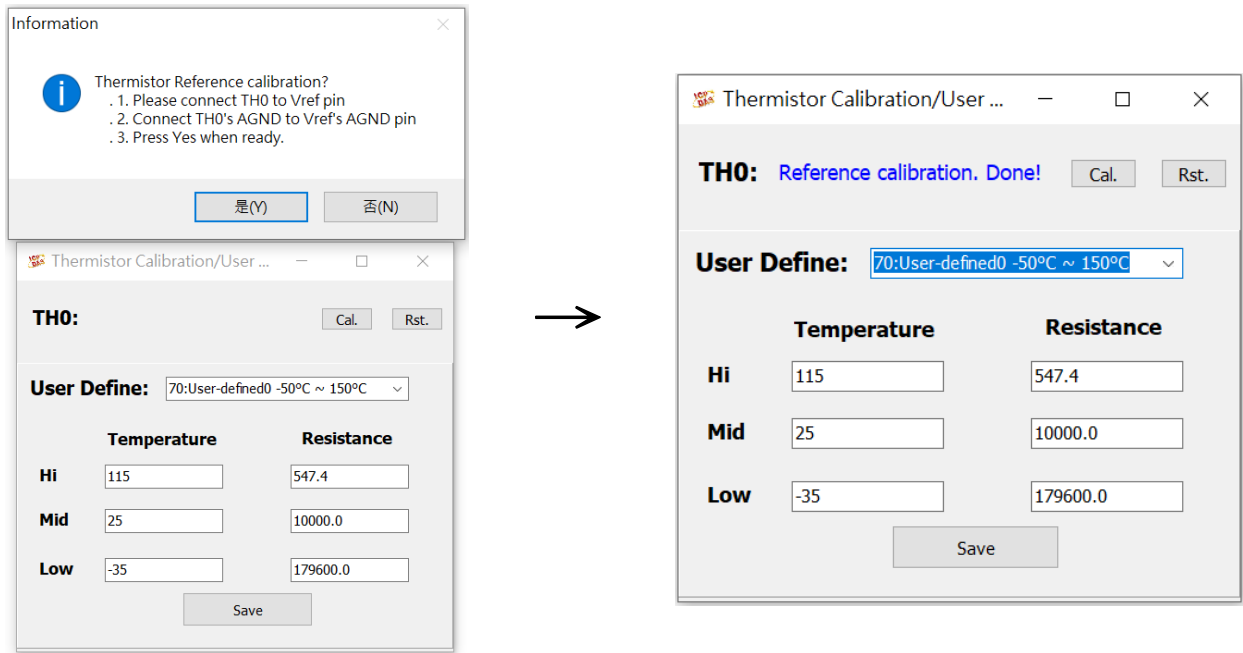 Information
Thermistor Reference calibration?
. 1. Please connect TH0 to Vref pin
. 2. Connect TH0's AGND to Vref's AGND pin
. 3. Press Yes when ready.
是(Y) 否(N)
Thermistor Calibration/User ...
TH0: Cal. Rst.
User Define: 70:User-defined0 -50ºC ~ 150ºC
Temperature Resistance
Hi 115 547.4
Mid 25 10000.0
Low -35 179600.0
Save
Thermistor Calibration/User ...
TH0: Reference calibration. Done! Cal. Rst.
User Define: 70:User-defined0 -50ºC ~ 150ºC
Temperature Resistance
Hi 115 547.4
Mid 25 10000.0
Low -35 179600.0
Save